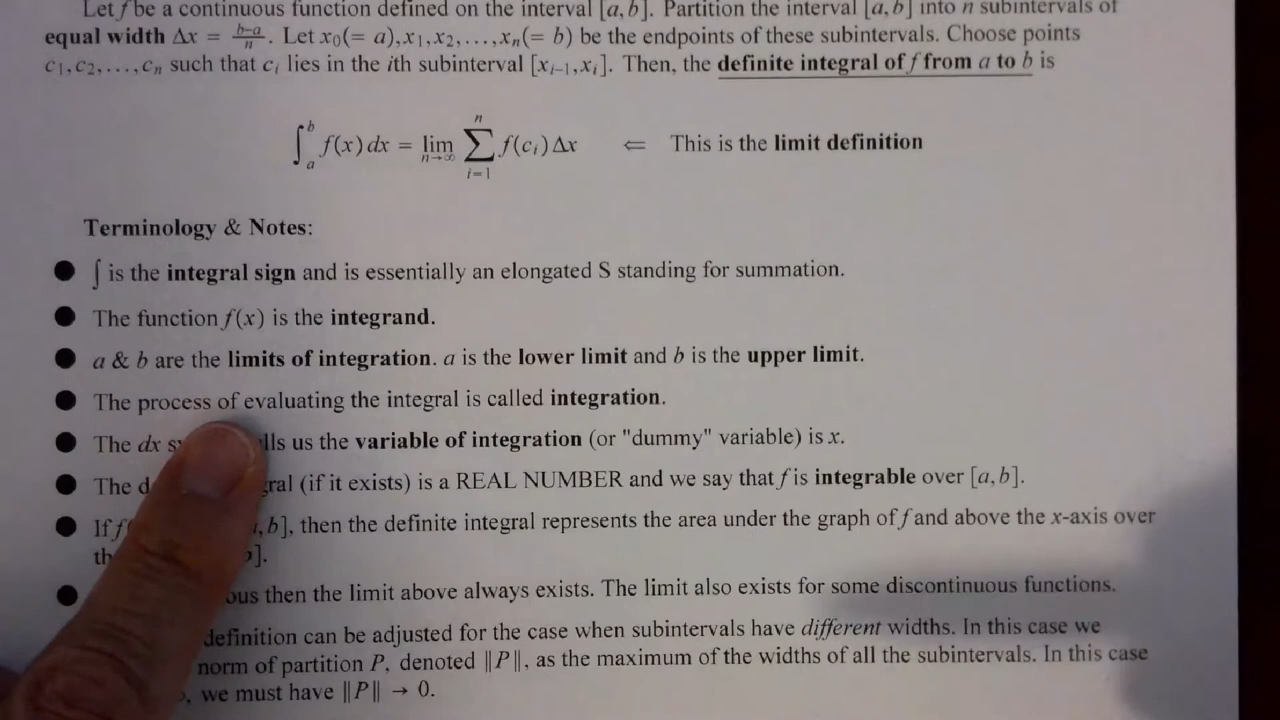 Let f be a continuous function defined on the interval [a,b]. Partition the interval [a,b] into n subintervals of
equal width Δx = b−a/n. Let x₀(= a),x₁,x₂,…,xₙ(= b) be the endpoints of these subintervals. Choose points
c₁,c₂,…,cₙ such that cᵢ lies in the ith subinterval [xᵢ₋₁,xᵢ]. Then, the definite integral of f from a to b is
∫ₐᵇ f(x) dx = lim n→∞ ∑ i=1 n f(cᵢ) Δx ⇐ This is the limit definition
Terminology & Notes:
● ∫ is the integral sign and is essentially an elongated S standing for summation.
● The function f(x) is the integrand.
● a & b are the limits of integration. a is the lower limit and b is the upper limit.
● The process of evaluating the integral is called integration.
● The dx us the variable of integration (or "dummy" variable) is x.
● The (if it exists) is a REAL NUMBER and we say that f is integrable over [a,b].
● If b], then the definite integral represents the area under the graph of f and above the x-axis over
].
● then the limit above always exists. The limit also exists for some discontinuous functions.
definition can be adjusted for the case when subintervals have different widths. In this case we
norm of partition P, denoted ||P||, as the maximum of the widths of all the subintervals. In this case
, we must have ||P|| → 0.